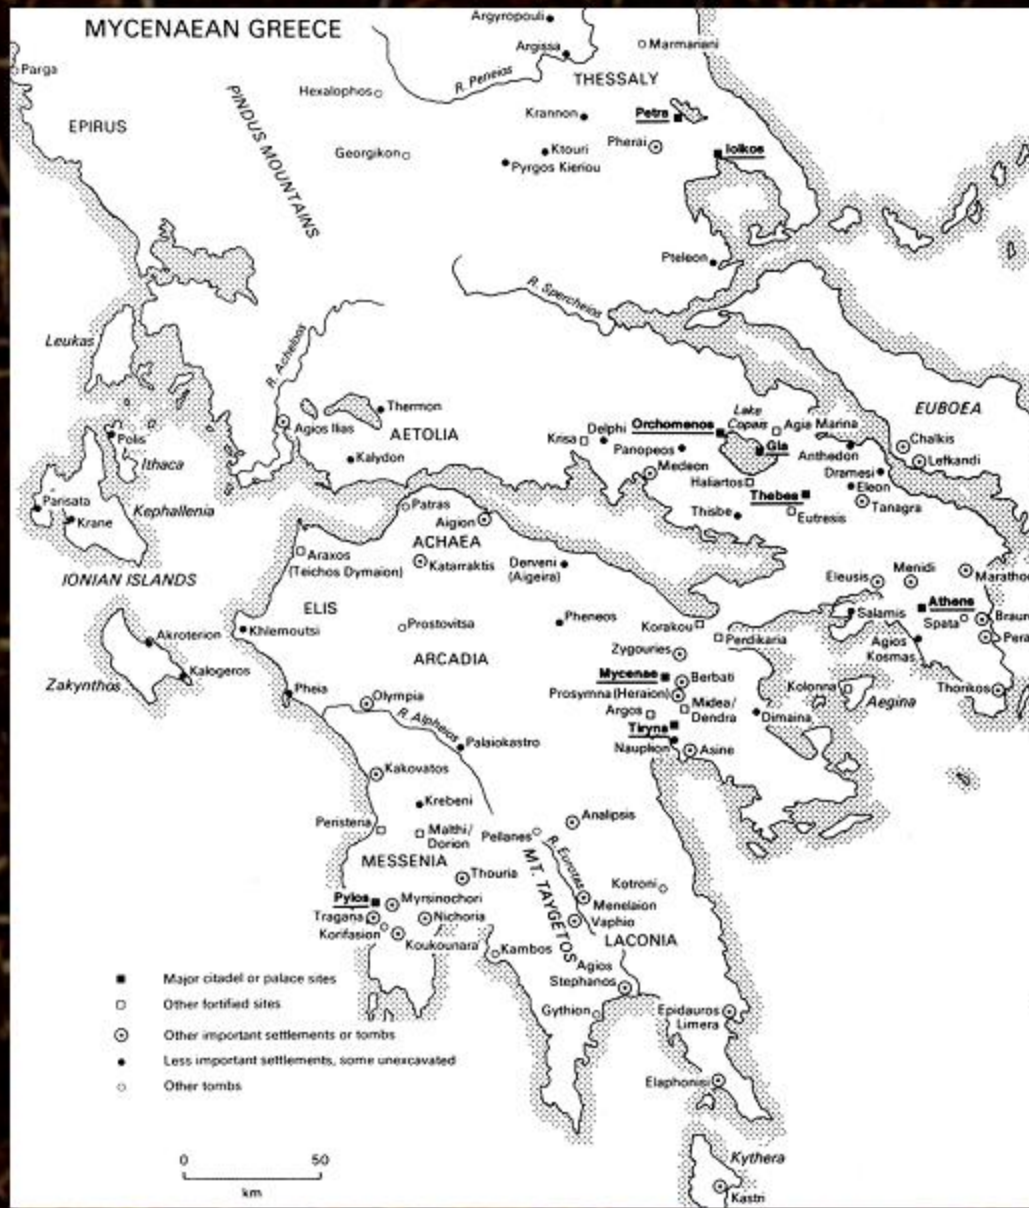 MYCENAEAN GREECE
Argyropouli
Argissa
Marmariani
Parga
R. Peneios
THESSALY
Hexalophos
PINDUS MOUNTAINS
EPIRUS
Krannon
Petra
Pherai
Iolkos
Georgikon
Ktouri
Pyrgos Kieriou
Pteleon
R. Spercheios
Leukas
R. Acheloos
Thermon
Agios Ilias
AETOLIA
Kalydon
Polis
Ithaca
Parisata
Krane
Kephallenia
IONIAN ISLANDS
Krisa
Delphi
Orchomenos
Lake
Copais
Agia Marina
EUBOEA
Panopeos
Gla
Anthedon
Chalkis
Lefkandi
Medeon
Haliartos
Dramesi
Eleon
Thebes
Tanagra
Thisbe
Eutresis
Patras
Aigion
ACHAEA
Araxos
(Teichos Dymaion)
Katarraktis
Derveni
(Aigeira)
ELIS
Khlemoutsi
Prostovitsa
Pheneos
ARCADIA
Akroterion
Kalogeros
Zakynthos
Pheia
Olympia
R. Alpheios
Palaiokastro
Eleusis
Menidi
Marathon
Salamis
Athens
Spata
Braur
Pera
Agios
Kosmas
Thorikos
Kolonna
Aegina
Korakou
Perdikaria
Zygouries
Mycenae
Berbati
Prosymna (Heraion)
Argos
Midea/
Dendra
Tiryns
Dimaina
Nauplion
Asine
Kakovatos
Krebeni
Peristeria
Malthi/
Dorion
MESSENIA
Thouria
Pylos
Myrsinochori
Tragana
Nichoria
Korifasion
Koukounara
Kambos
Analipsis
Pellanes
R. Eurotas
MT. TAYGETOS
Kotroni
Menelaion
Vaphio
LACONIA
Agios
Stephanos
Gythion
Epidauros
Limera
Elaphonisi
Kythera
Kastri
Major citadel or palace sites
Other fortified sites
Other important settlements or tombs
Less important settlements, some unexcavated
Other tombs
0 50
km